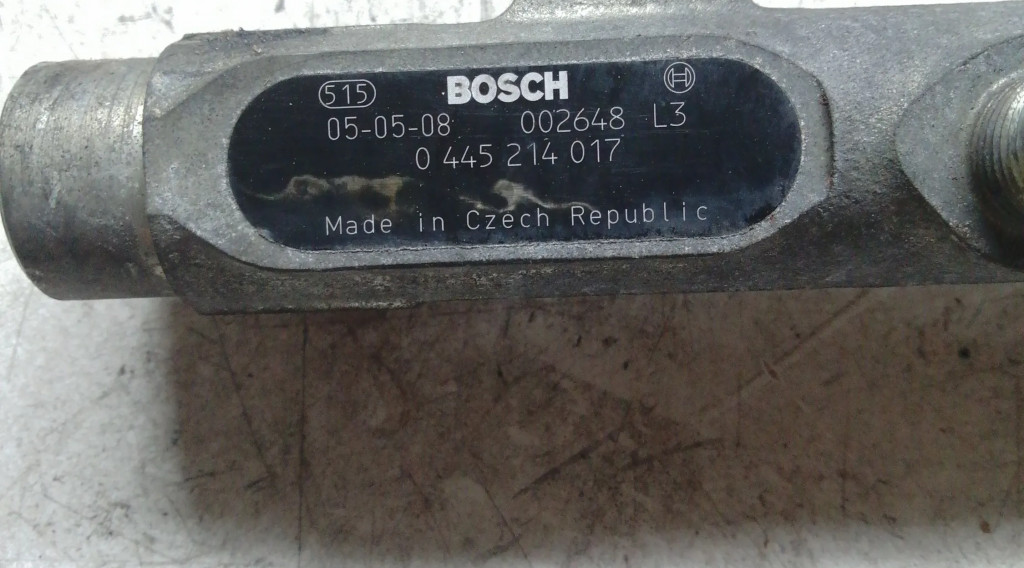 515 BOSCH
05-05-08 002648 L3
0 445 214 017
Made in Czech Republic